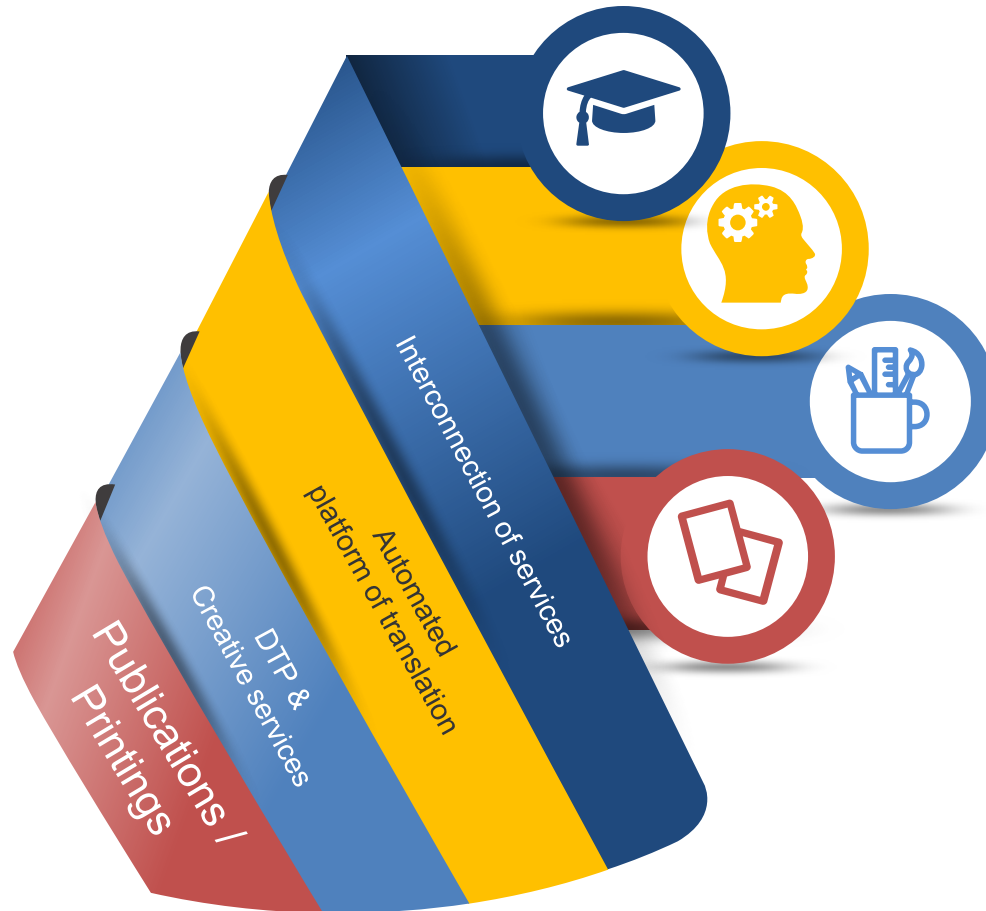 Interconnection of services
Automated
platform of translation
DTP &
Creative services
Publications /
Printings